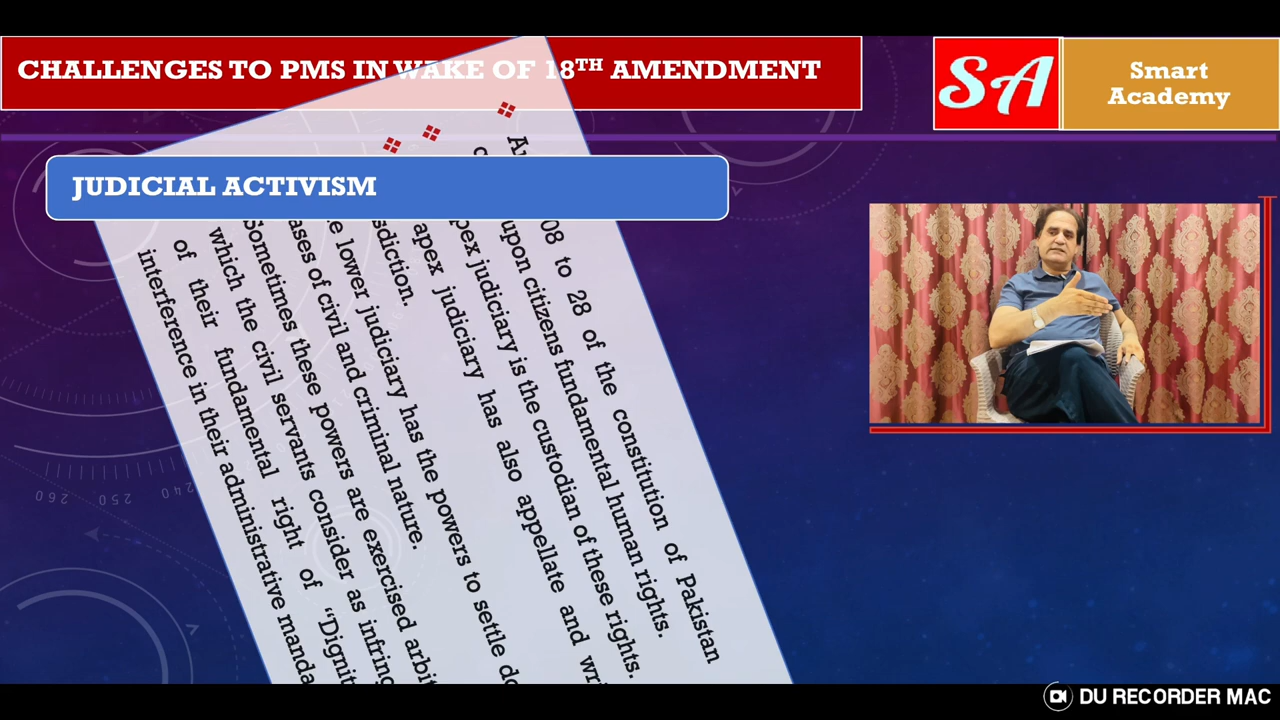 CHALLENGES TO PMS IN WAKE OF 18TH AMENDMENT
SA
Smart
Academy
JUDICIAL ACTIVISM
08 to 28 of the constitution of Pakistan
upon citizens fundamental human rights.
judiciary is the custodian of these rights.
apex judiciary has also appellate and
lower judiciary has the powers to settle
of civil and criminal nature.
Sometimes these powers are exercised
which the civil servants consider as
of their fundamental right of
interference in their administrative
260
250
240
DU RECORDER MAC